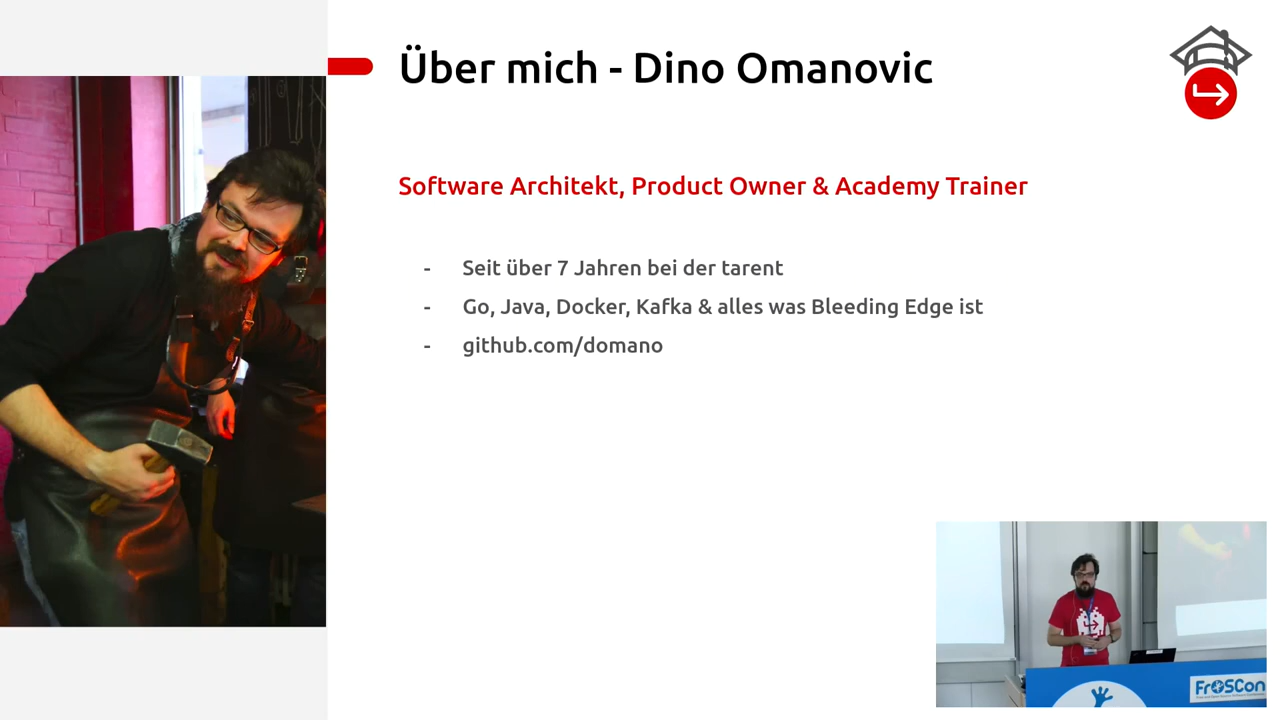 Über mich - Dino Omanovic
Software Architekt, Product Owner & Academy Trainer
- Seit über 7 Jahren bei der tarent
- Go, Java, Docker, Kafka & alles was Bleeding Edge ist
- github.com/domano
FrOSCon